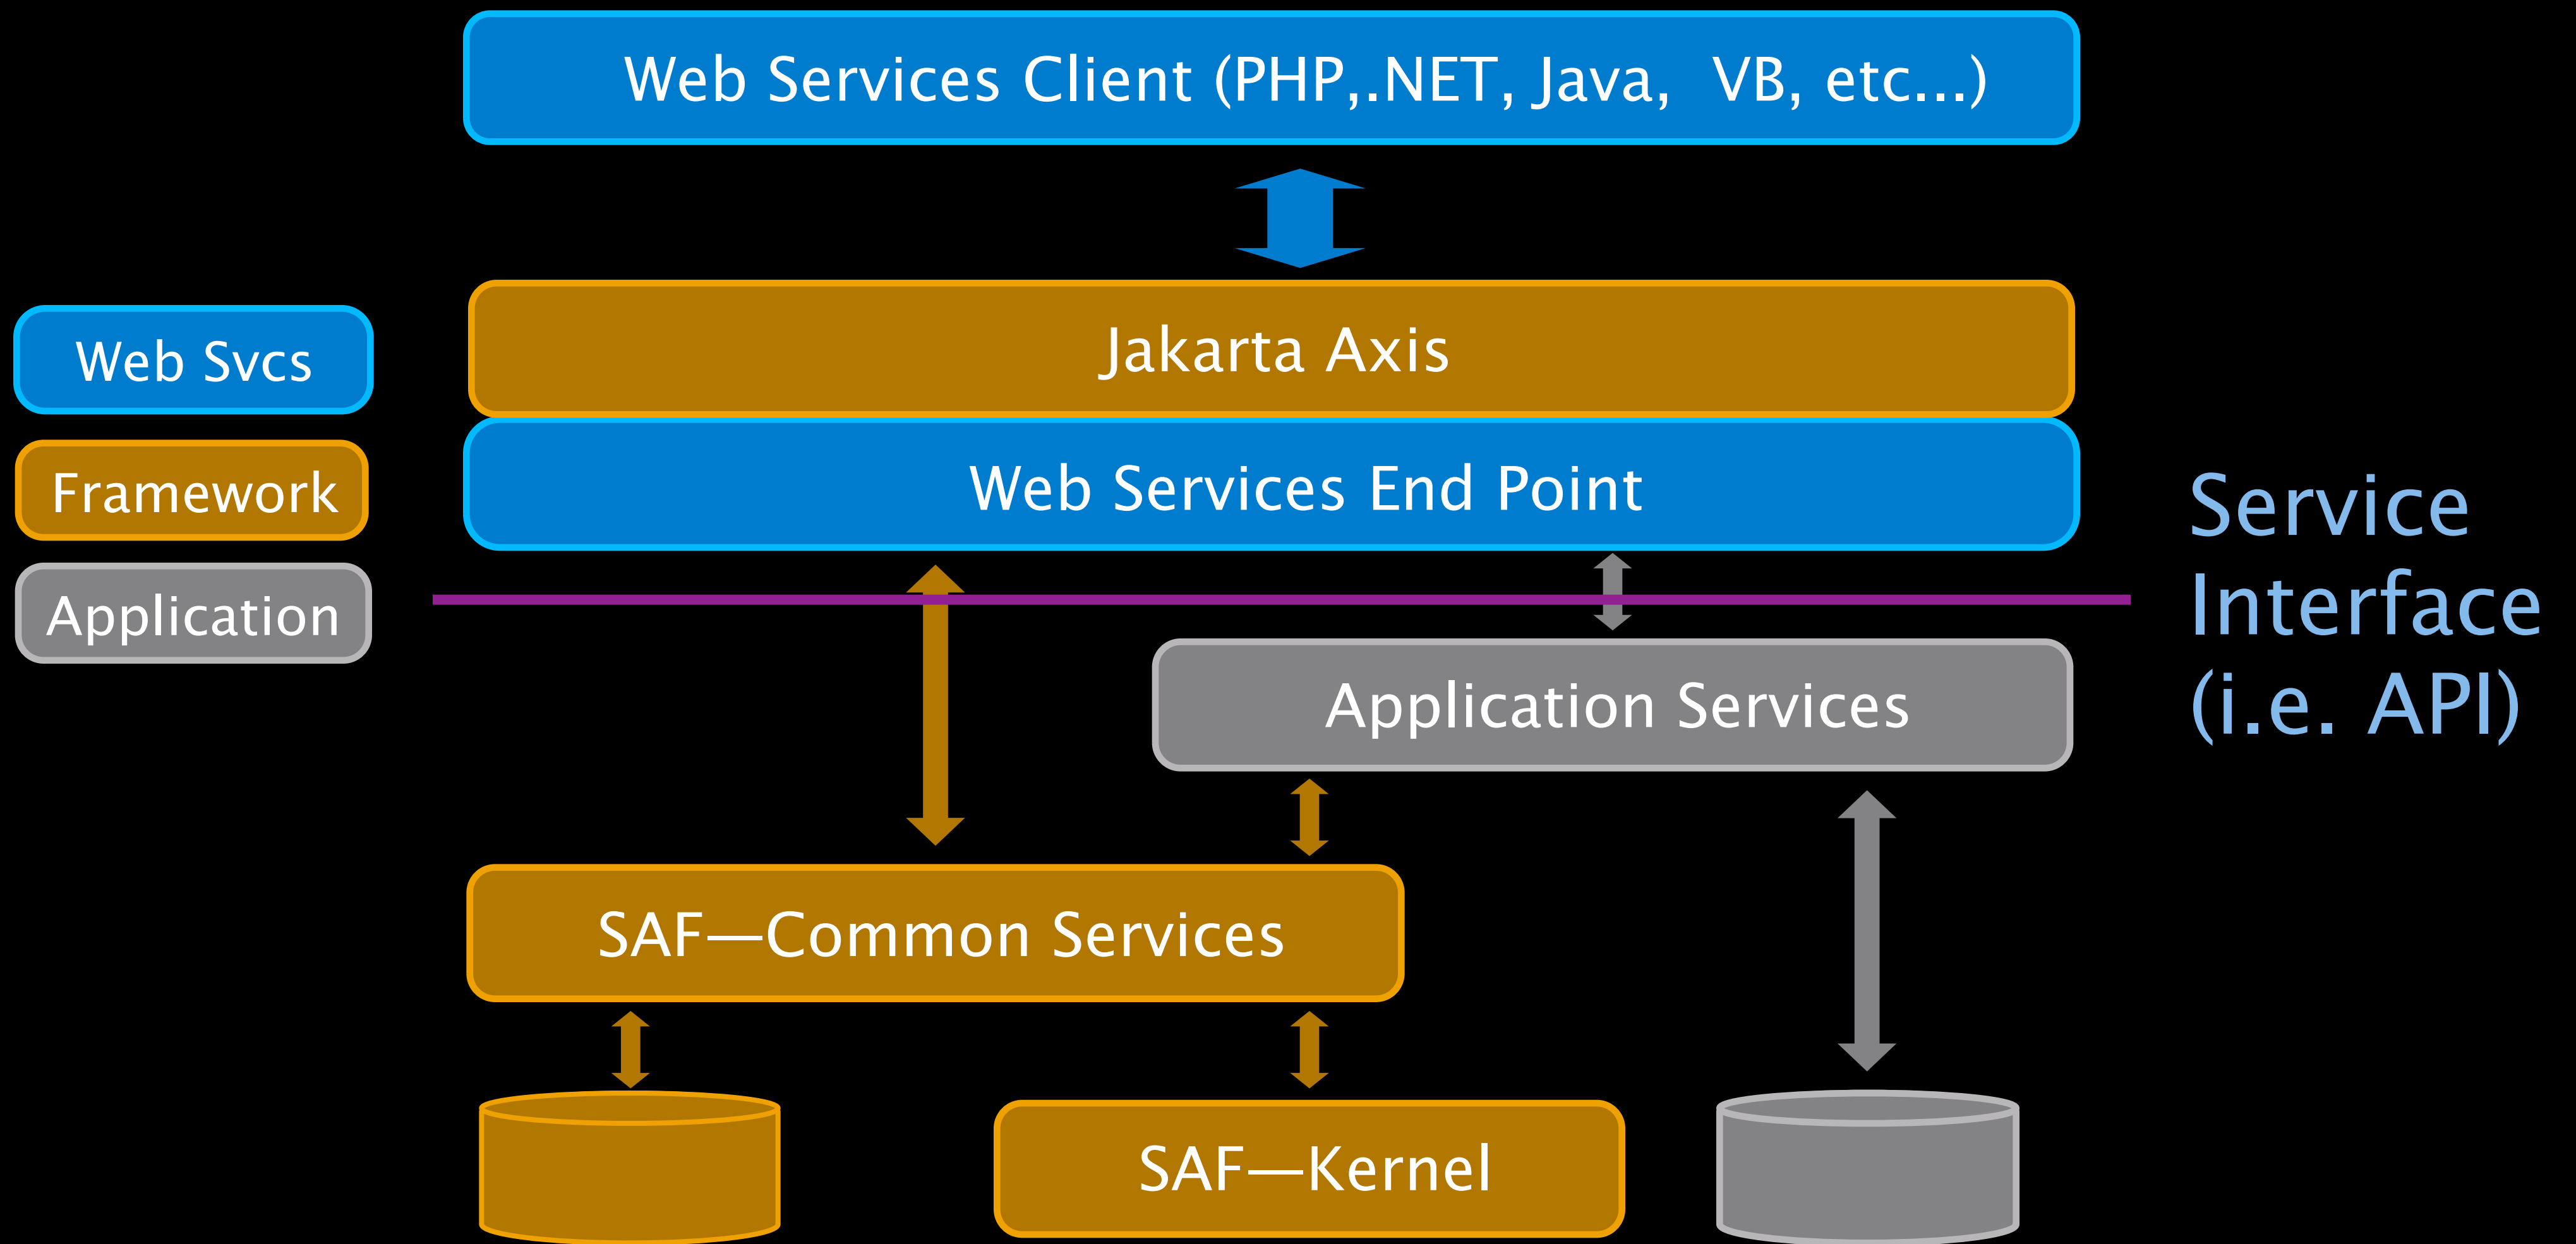 Web Services Client (PHP,.NET, Java,  VB, etc...)
Jakarta Axis
Web Services End Point
Web Svcs
Framework
Application
Service
Interface
(i.e. API)
Application Services
SAF—Common Services
SAF—Kernel